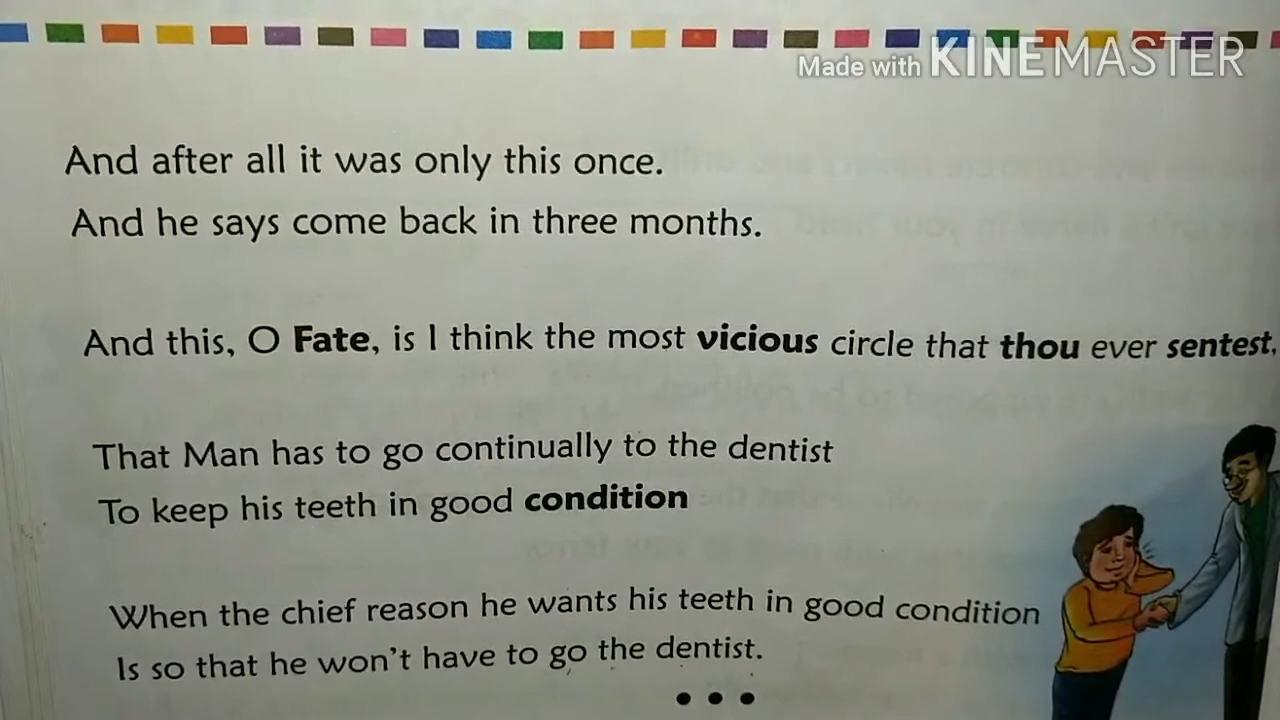 Made with KINEMASTER
And after all it was only this once.
And he says come back in three months.
And this, O Fate, is I think the most vicious circle that thou ever sentest,
That Man has to go continually to the dentist
To keep his teeth in good condition
When the chief reason he wants his teeth in good condition
Is so that he won't have to go the dentist.